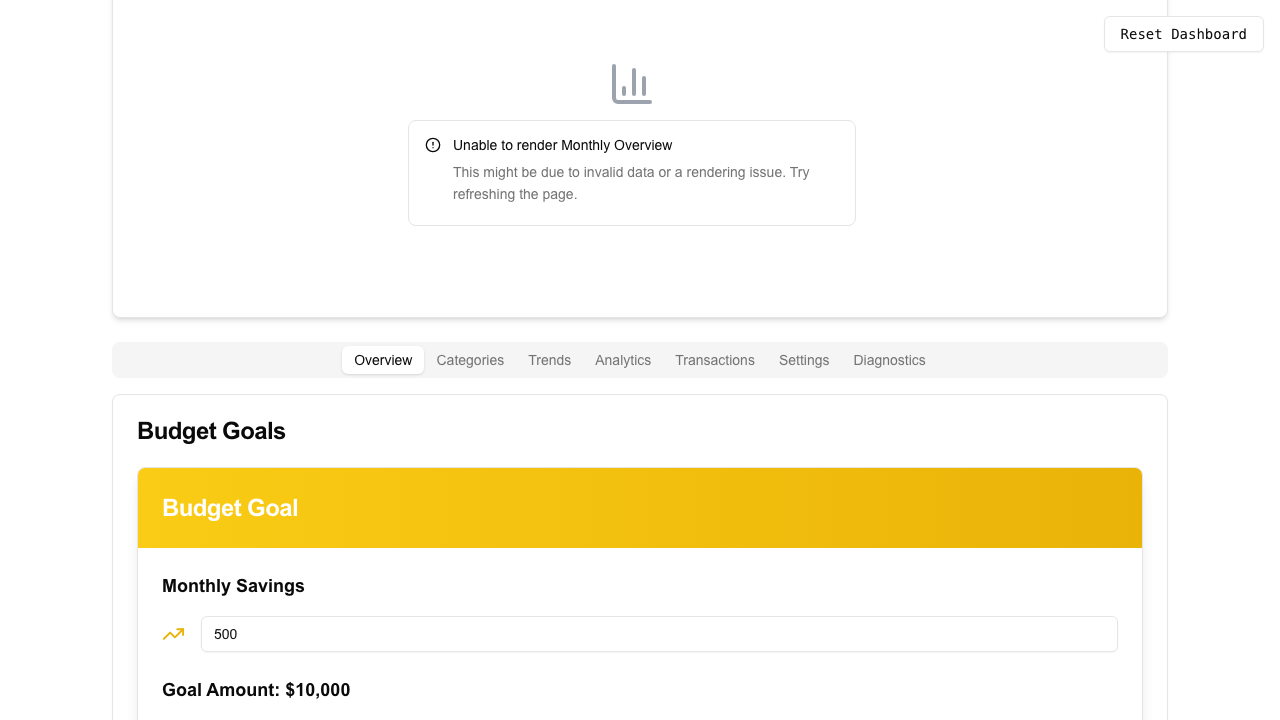 Reset Dashboard
Unable to render Monthly Overview
This might be due to invalid data or a rendering issue. Try
refreshing the page.
Overview Categories Trends Analytics Transactions Settings Diagnostics
Budget Goals
Budget Goal
Monthly Savings
500
Goal Amount: $10,000